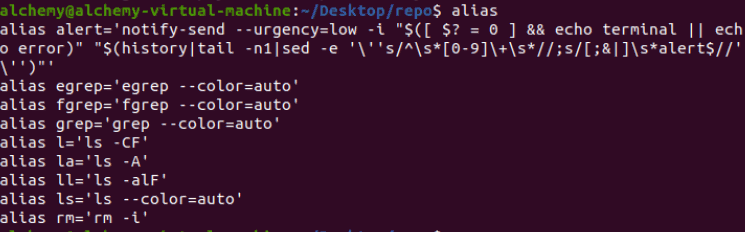 alchemy@alchemy-virtual-machine:~/Desktop/repo$ alias
alias alert='notify-send --urgency=low -i "$([ $? = 0 ] && echo terminal || ech
o error)" "$(history|tail -n1|sed -e '\''s/^\s*[0-9]\+\s*//;s/[;&|]\s*alert$//'
\'')"'
alias egrep='egrep --color=auto'
alias fgrep='fgrep --color=auto'
alias grep='grep --color=auto'
alias l='ls -CF'
alias la='ls -A'
alias ll='ls -alF'
alias ls='ls --color=auto'
alias rm='rm -i'